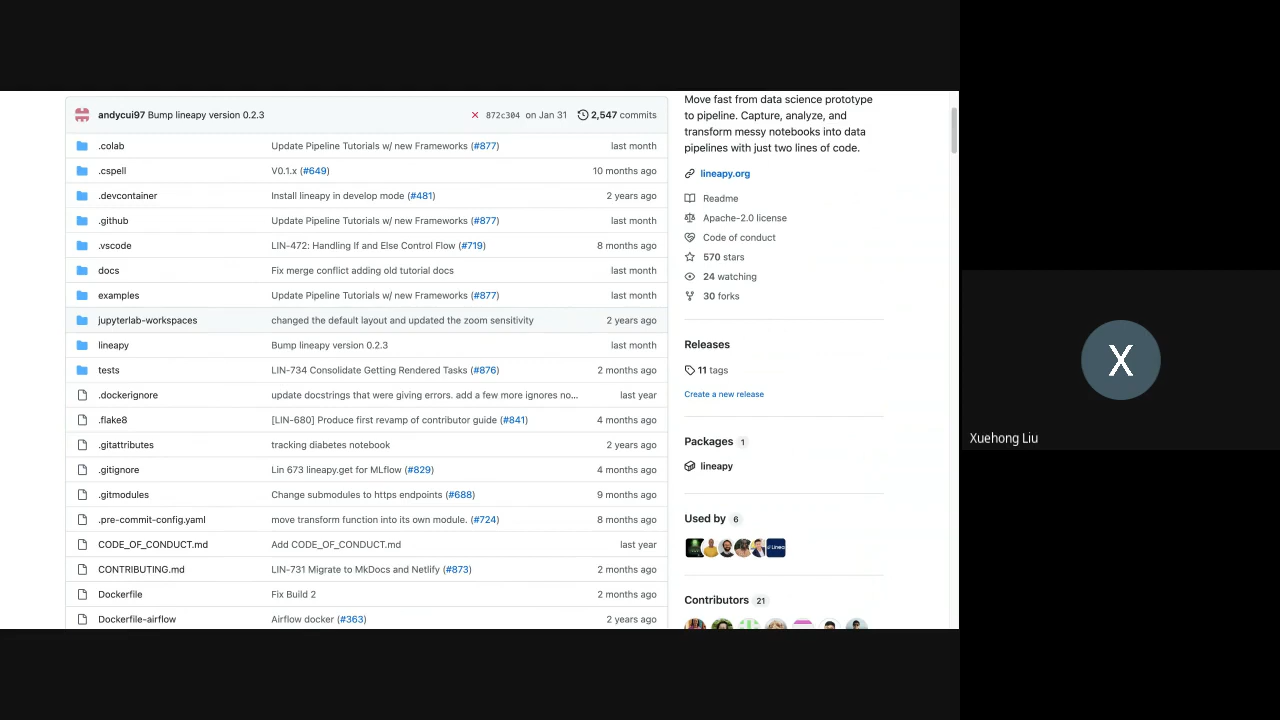 andycui97 Bump lineapy version 0.2.3 872c304 on Jan 31 2,547 commits
.colab Update Pipeline Tutorials w/ new Frameworks (#877) last month
.cspell V0.1.x (#649) 10 months ago
.devcontainer Install lineapy in develop mode (#481) 2 years ago
.github Update Pipeline Tutorials w/ new Frameworks (#877) last month
.vscode LIN-472: Handling If and Else Control Flow (#719) 8 months ago
docs Fix merge conflict adding old tutorial docs last month
examples Update Pipeline Tutorials w/ new Frameworks (#877) last month
jupyterlab-workspaces changed the default layout and updated the zoom sensitivity 2 years ago
lineapy Bump lineapy version 0.2.3 last month
tests LIN-734 Consolidate Getting Rendered Tasks (#876) 2 months ago
.dockerignore update docstrings that were giving errors. add a few more ignores no... last year
.flake8 [LIN-680] Produce first revamp of contributor guide (#841) 4 months ago
.gitattributes tracking diabetes notebook 2 years ago
.gitignore Lin 673 lineapy.get for MLflow (#829) 4 months ago
.gitmodules Change submodules to https endpoints (#688) 9 months ago
.pre-commit-config.yaml move transform function into its own module. (#724) 8 months ago
CODE_OF_CONDUCT.md Add CODE_OF_CONDUCT.md last year
CONTRIBUTING.md LIN-731 Migrate to MkDocs and Netlify (#873) 2 months ago
Dockerfile Fix Build 2 2 months ago
Dockerfile-airflow Airflow docker (#363) 2 years ago
Move fast from data science prototype
to pipeline. Capture, analyze, and
transform messy notebooks into data
pipelines with just two lines of code.
lineapy.org
Readme
Apache-2.0 license
Code of conduct
570 stars
24 watching
30 forks
Releases
11 tags
Create a new release
Packages 1
lineapy
Used by 6
Contributors 21
X
Xuehong Liu